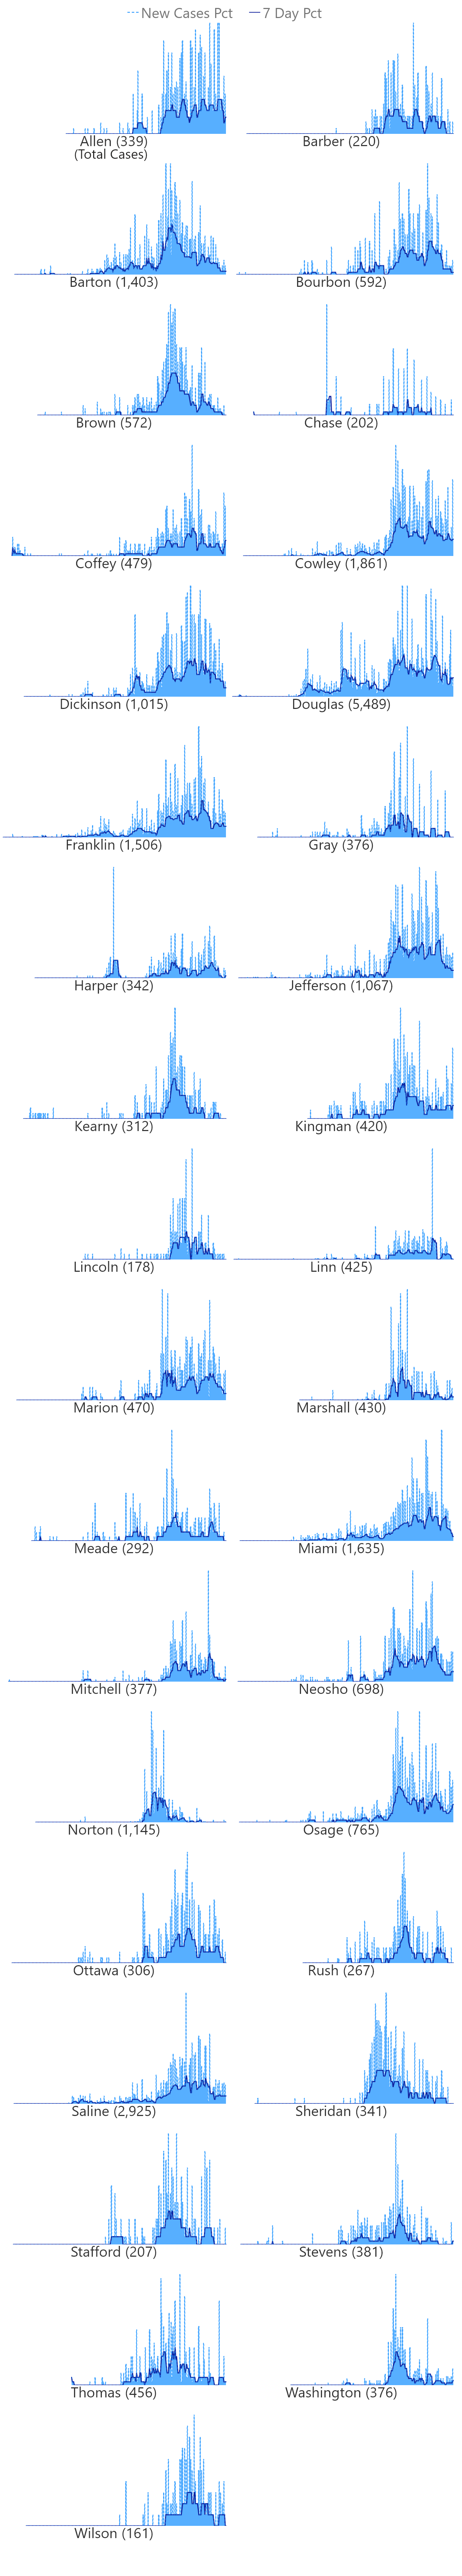 New Cases Pct 7 Day Pct
Allen (339)
(Total Cases)
Barber (220)
Barton (1,403)
Bourbon (592)
Brown (572)
Chase (202)
Coffey (479)
Cowley (1,861)
Dickinson (1,015)
Douglas (5,489)
Franklin (1,506)
Gray (376)
Harper (342)
Jefferson (1,067)
Kearny (312)
Kingman (420)
Lincoln (178)
Linn (425)
Marion (470)
Marshall (430)
Meade (292)
Miami (1,635)
Mitchell (377)
Neosho (698)
Norton (1,145)
Osage (765)
Ottawa (306)
Rush (267)
Saline (2,925)
Sheridan (341)
Stafford (207)
Stevens (381)
Thomas (456)
Washington (376)
Wilson (161)